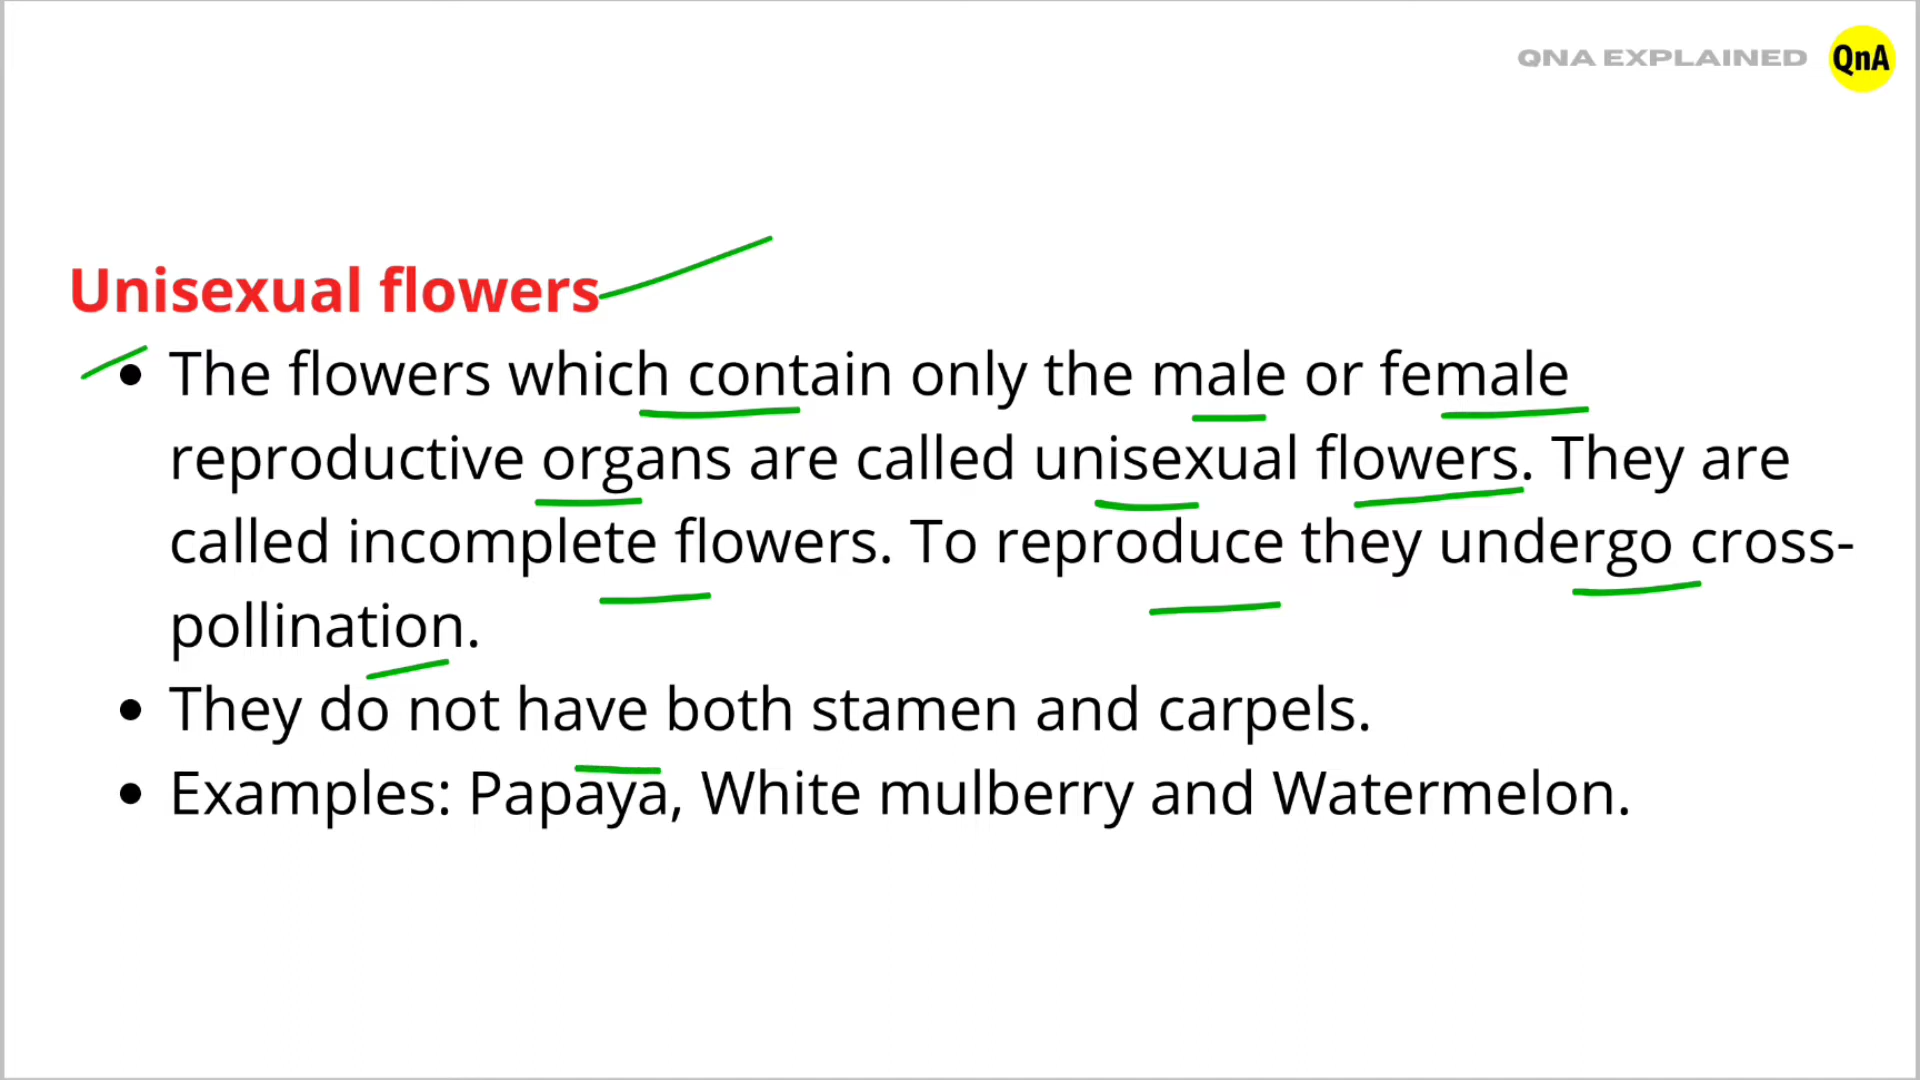 QNA EXPLAINED QnA
Unisexual flowers
• The flowers which contain only the male or female
reproductive organs are called unisexual flowers. They are
called incomplete flowers. To reproduce they undergo cross-
pollination.
• They do not have both stamen and carpels.
• Examples: Papaya, White mulberry and Watermelon.